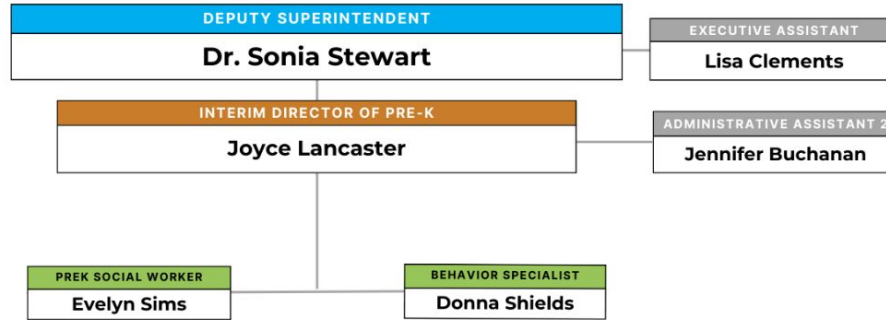 DEPUTY SUPERINTENDENT
Dr. Sonia Stewart
EXECUTIVE ASSISTANT
Lisa Clements
INTERIM DIRECTOR OF PRE-K
Joyce Lancaster
ADMINISTRATIVE ASSISTANT 2
Jennifer Buchanan
PREK SOCIAL WORKER
Evelyn Sims
BEHAVIOR SPECIALIST
Donna Shields